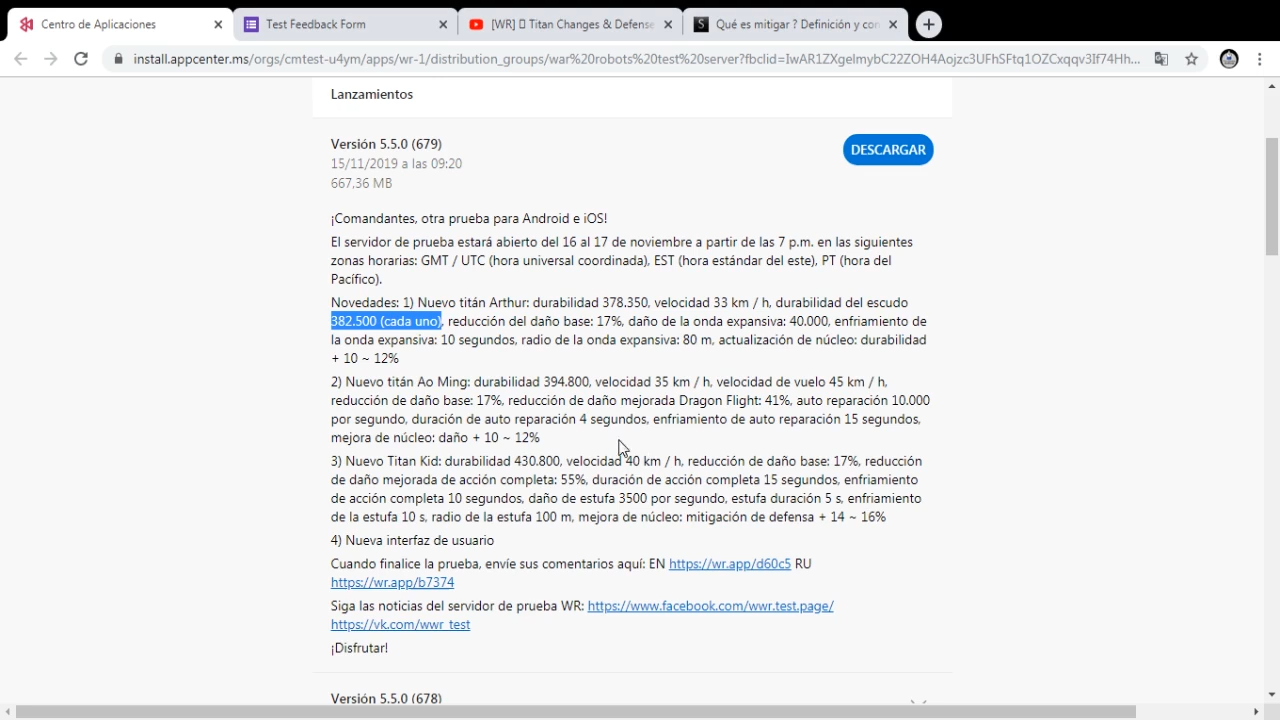 Centro de Aplicaciones
Test Feedback Form
[WR] Titan Changes & Defense
Qué es mitigar ? Definición y con
install.appcenter.ms/orgs/cmtest-u4ym/apps/wr-1/distribution_groups/war%20robots%20test%20server?fbclid=IwAR1ZXgelmybC22ZOH4Aojzc3UFhSFtq1OZCxqqv3If74Hh...
Lanzamientos
Versión 5.5.0 (679)
DESCARGAR
15/11/2019 a las 09:20
667,36 MB
¡Comandantes, otra prueba para Android e iOS!
El servidor de prueba estará abierto del 16 al 17 de noviembre a partir de las 7 p.m. en las siguientes
zonas horarias: GMT / UTC (hora universal coordinada), EST (hora estándar del este), PT (hora del
Pacífico).
Novedades: 1) Nuevo titán Arthur: durabilidad 378.350, velocidad 33 km / h, durabilidad del escudo
382.500 (cada uno), reducción del daño base: 17%, daño de la onda expansiva: 40.000, enfriamiento de
la onda expansiva: 10 segundos, radio de la onda expansiva: 80 m, actualización de núcleo: durabilidad
+ 10 ~ 12%
2) Nuevo titán Ao Ming: durabilidad 394.800, velocidad 35 km / h, velocidad de vuelo 45 km / h,
reducción de daño base: 17%, reducción de daño mejorada Dragon Flight: 41%, auto reparación 10.000
por segundo, duración de auto reparación 4 segundos, enfriamiento de auto reparación 15 segundos,
mejora de núcleo: daño + 10 ~ 12%
3) Nuevo Titan Kid: durabilidad 430.800, velocidad 40 km / h, reducción de daño base: 17%, reducción
de daño mejorada de acción completa: 55%, duración de acción completa 15 segundos, enfriamiento
de acción completa 10 segundos, daño de estufa 3500 por segundo, estufa duración 5 s, enfriamiento
de la estufa 10 s, radio de la estufa 100 m, mejora de núcleo: mitigación de defensa + 14 ~ 16%
4) Nueva interfaz de usuario
Cuando finalice la prueba, envíe sus comentarios aquí: EN https://wr.app/d60c5 RU
https://wr.app/b7374
Siga las noticias del servidor de prueba WR: https://www.facebook.com/wwr.test.page/
https://vk.com/wwr_test
¡Disfrutar!
Versión 5.5.0 (678)